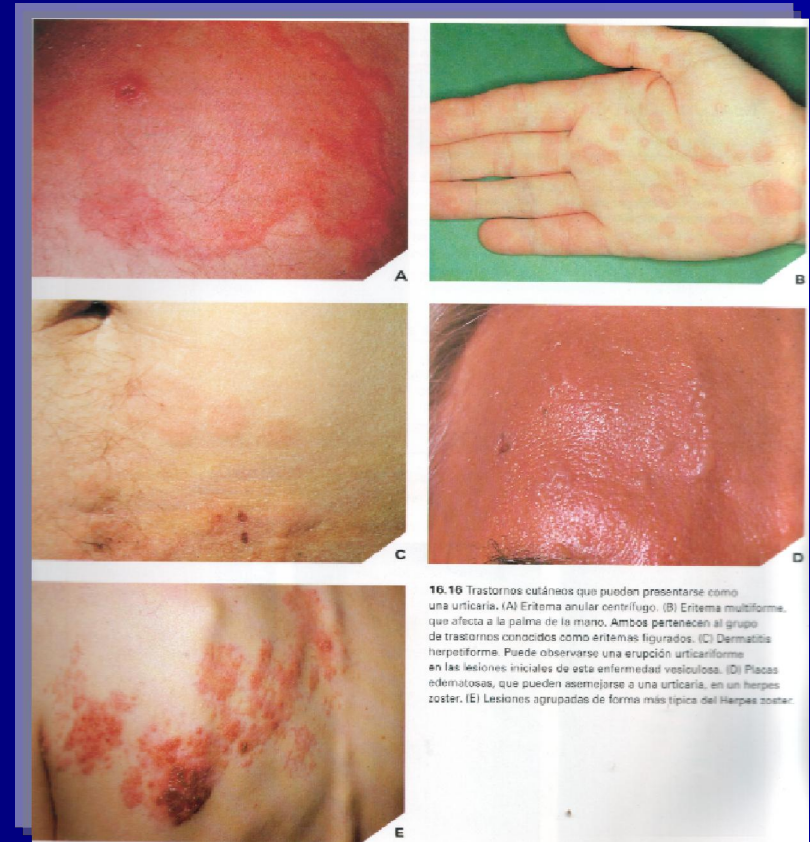 A
B
C
D
E
16.16 Trastornos cutáneos que pueden presentarse como
una urticaria. (A) Eritema anular centrífugo. (B) Eritema multiforme,
que afecta a la palma de la mano. Ambos pertenecen al grupo
de trastornos conocidos como eritemas figurados. (C) Dermatitis
herpetiforme. Puede observarse una erupción urticariforme
en las lesiones iniciales de esta enfermedad vesiculosa. (D) Placas
edematosas, que pueden asemejarse a una urticaria, en un herpes
zoster. (E) Lesiones agrupadas de forma más típica del Herpes zoster.